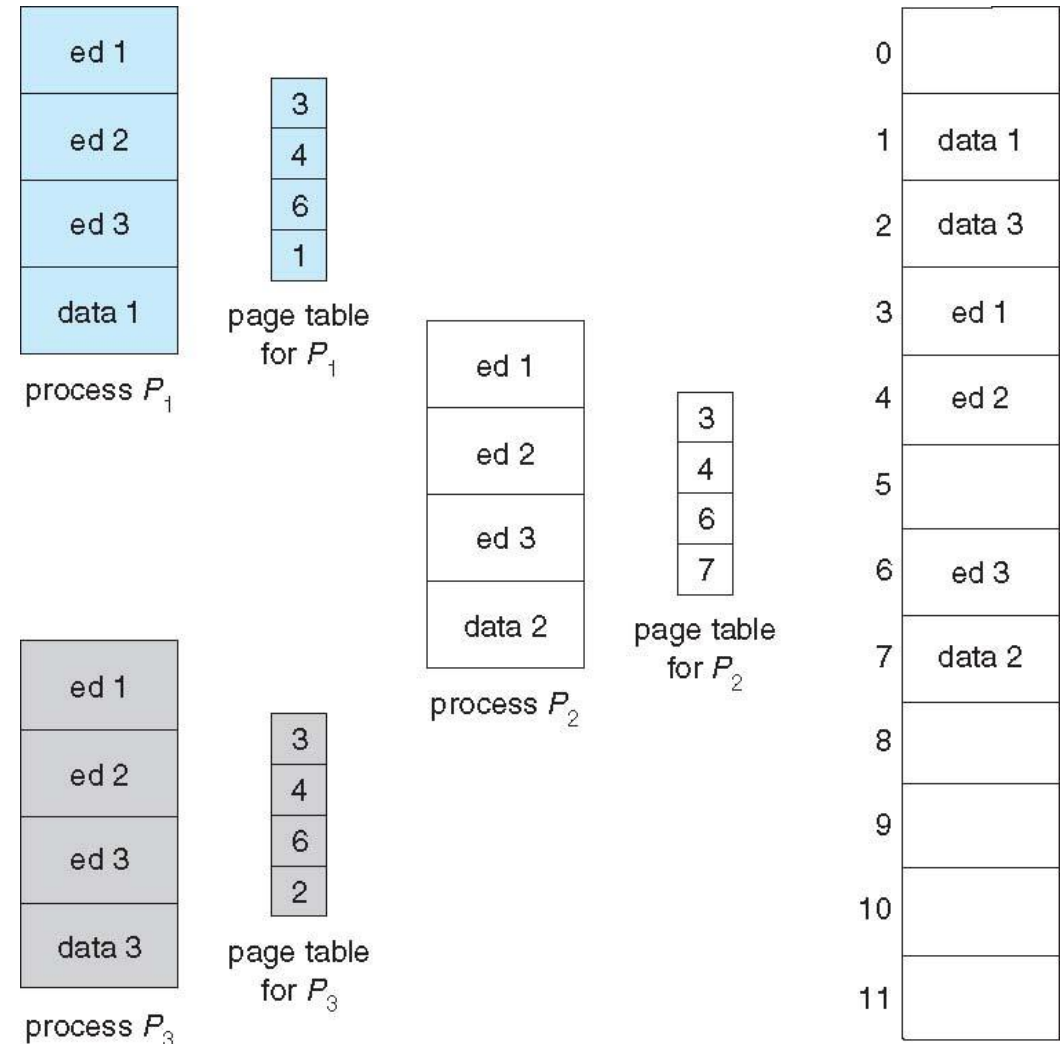 ed 1
ed 2
ed 3
data 1
process P1
3
4
6
1
page table
for P1
ed 1
ed 2
ed 3
data 2
process P2
3
4
6
7
page table
for P2
ed 1
ed 2
ed 3
data 3
process P3
3
4
6
2
page table
for P3
0
1 data 1
2 data 3
3 ed 1
4 ed 2
5
6 ed 3
7 data 2
8
9
10
11